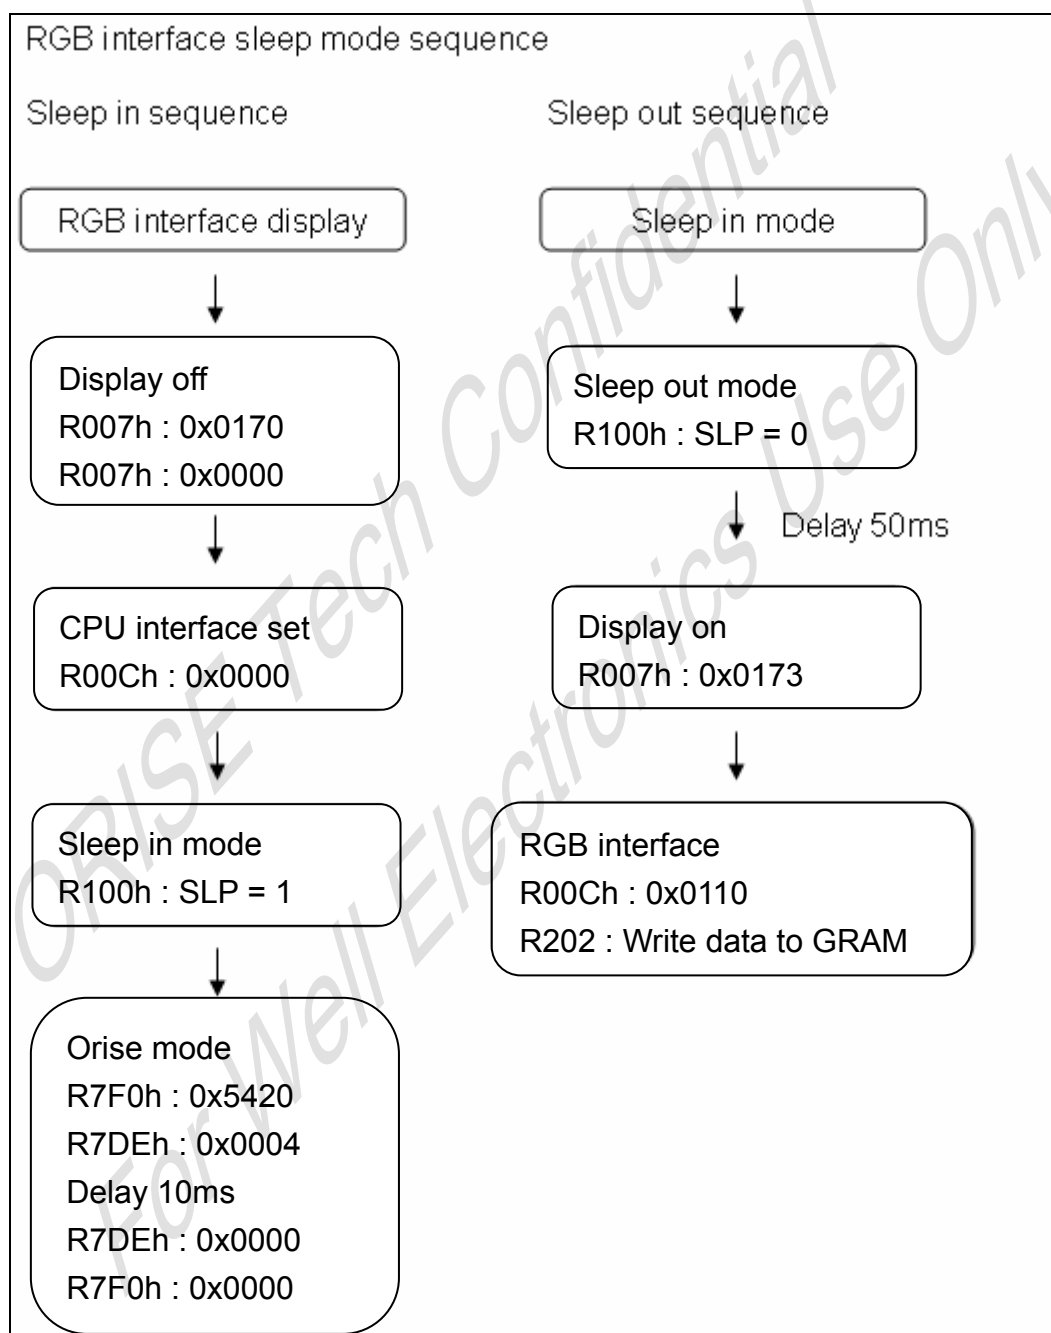 RGB interface sleep mode sequence
Sleep in sequence
RGB interface display
Display off
R007h : 0x0170
R007h : 0x0000
CPU interface set
R00Ch : 0x0000
Sleep in mode
R100h : SLP = 1
Orise mode
R7F0h : 0x5420
R7DEh : 0x0004
Delay 10ms
R7DEh : 0x0000
R7F0h : 0x0000
Sleep out sequence
Sleep in mode
Sleep out mode
R100h : SLP = 0
Delay 50ms
Display on
R007h : 0x0173
RGB interface
R00Ch : 0x0110
R202 : Write data to GRAM
ORISE Tech Confidential
For Well Electronics Use Only